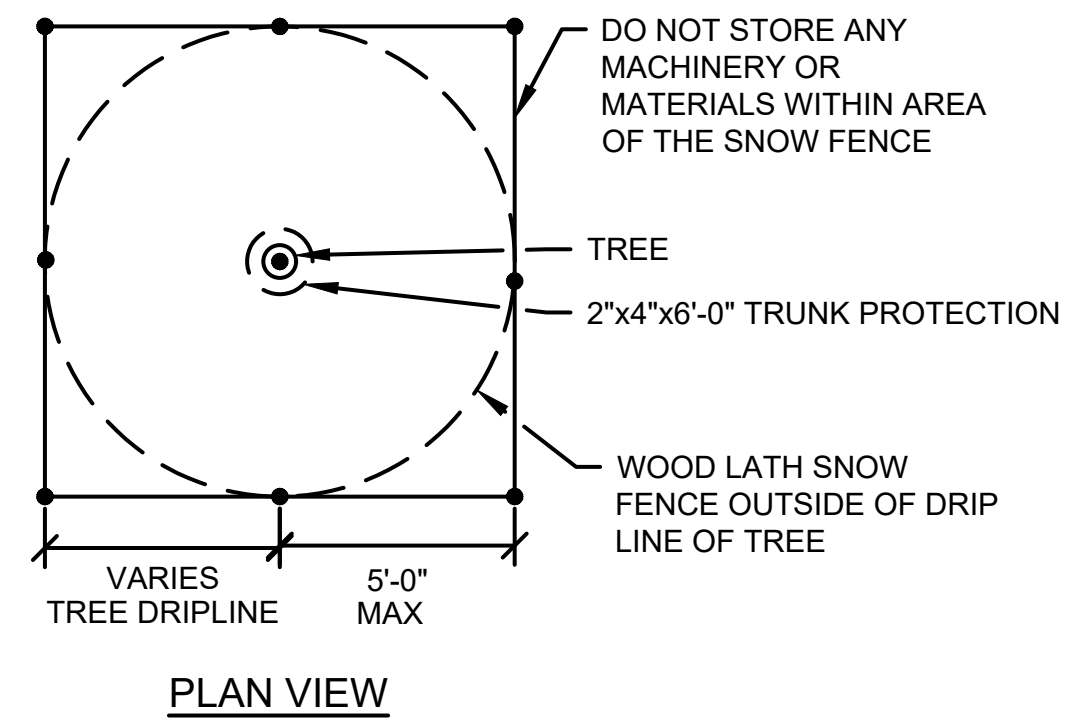 DO NOT STORE ANY
MACHINERY OR
MATERIALS WITHIN AREA
OF THE SNOW FENCE
TREE
2"x4"x6'-0" TRUNK PROTECTION
WOOD LATH SNOW
FENCE OUTSIDE OF DRIP
LINE OF TREE
VARIES
TREE DRIPLINE
5'-0"
MAX
PLAN VIEW